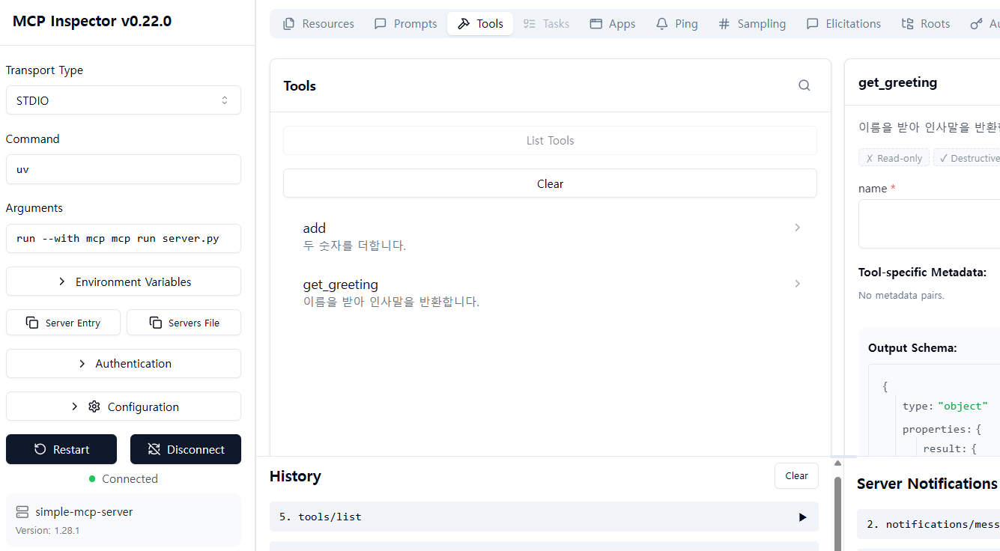 MCP Inspector v0.22.0
Transport Type
STDIO
Command
uv
Arguments
run --with mcp mcp run server.py
Environment Variables
Server Entry
Servers File
Authentication
Configuration
Restart
Disconnect
Connected
simple-mcp-server
Version: 1.28.1
Resources
Prompts
Tools
Tasks
Apps
Ping
Sampling
Elicitations
Roots
Tools
List Tools
Clear
add
두 숫자를 더합니다.
get_greeting
이름을 받아 인사말을 반환합니다.
get_greeting
이름을 받아 인사말을 반환
✗ Read-only
✓ Destructive
name *
Tool-specific Metadata:
No metadata pairs.
Output Schema:
{
type: "object"
properties: {
result: {
History
Clear
5. tools/list
Server Notifications
2. notifications/mess